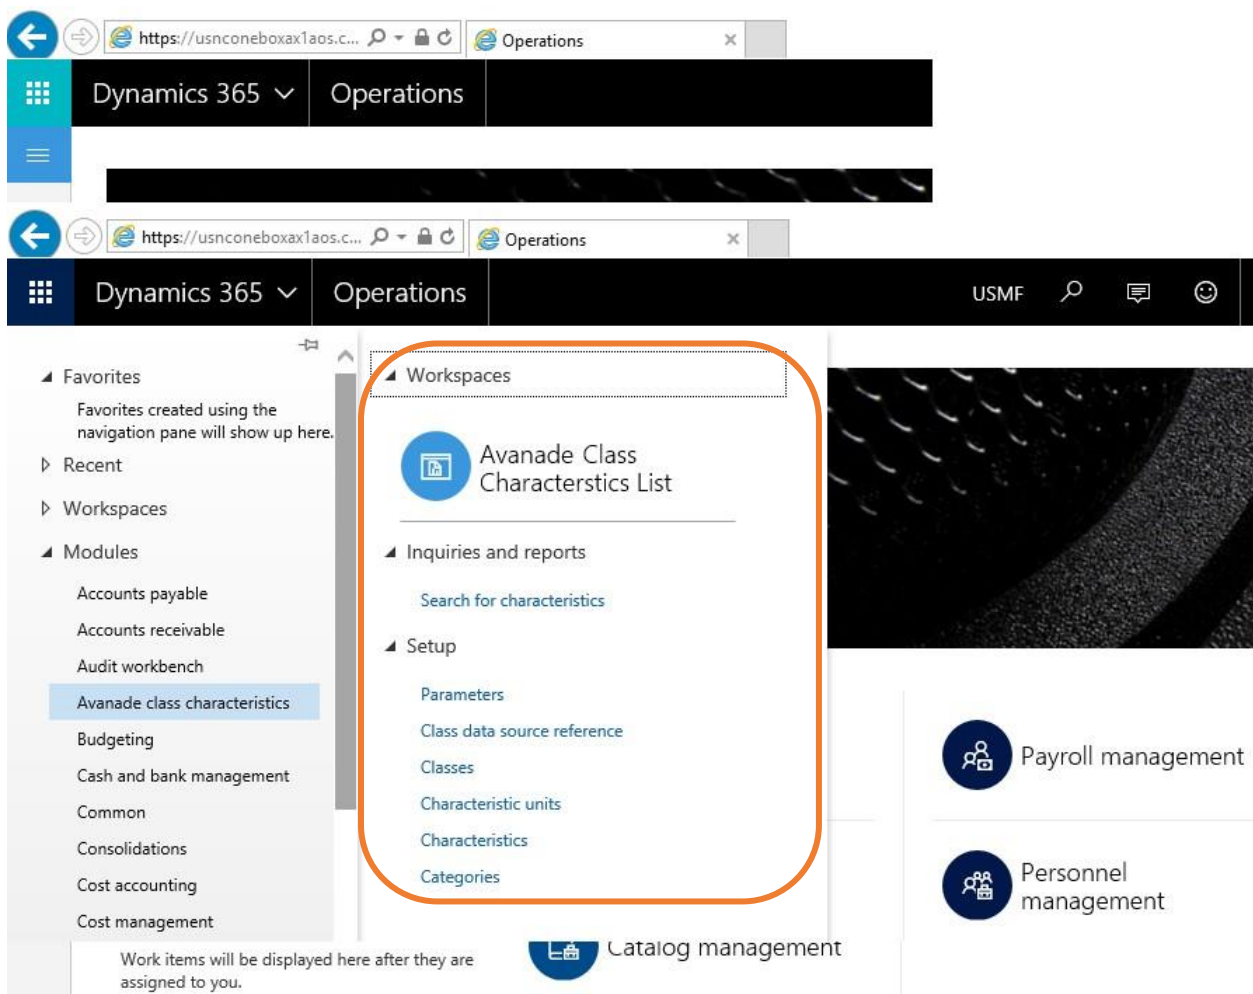 https://usnconeboxax1aos.c...
Operations
Dynamics 365
Operations
https://usnconeboxax1aos.c...
Operations
Dynamics 365
Operations
USMF
Favorites
Favorites created using the
navigation pane will show up here.
Recent
Workspaces
Modules
Accounts payable
Accounts receivable
Audit workbench
Avanade class characteristics
Budgeting
Cash and bank management
Common
Consolidations
Cost accounting
Cost management
Workspaces
Avanade Class
Characterstics List
Inquiries and reports
Search for characteristics
Setup
Parameters
Class data source reference
Classes
Characteristic units
Characteristics
Categories
Payroll management
Personnel
management
Catalog management
Work items will be displayed here after they are
assigned to you.